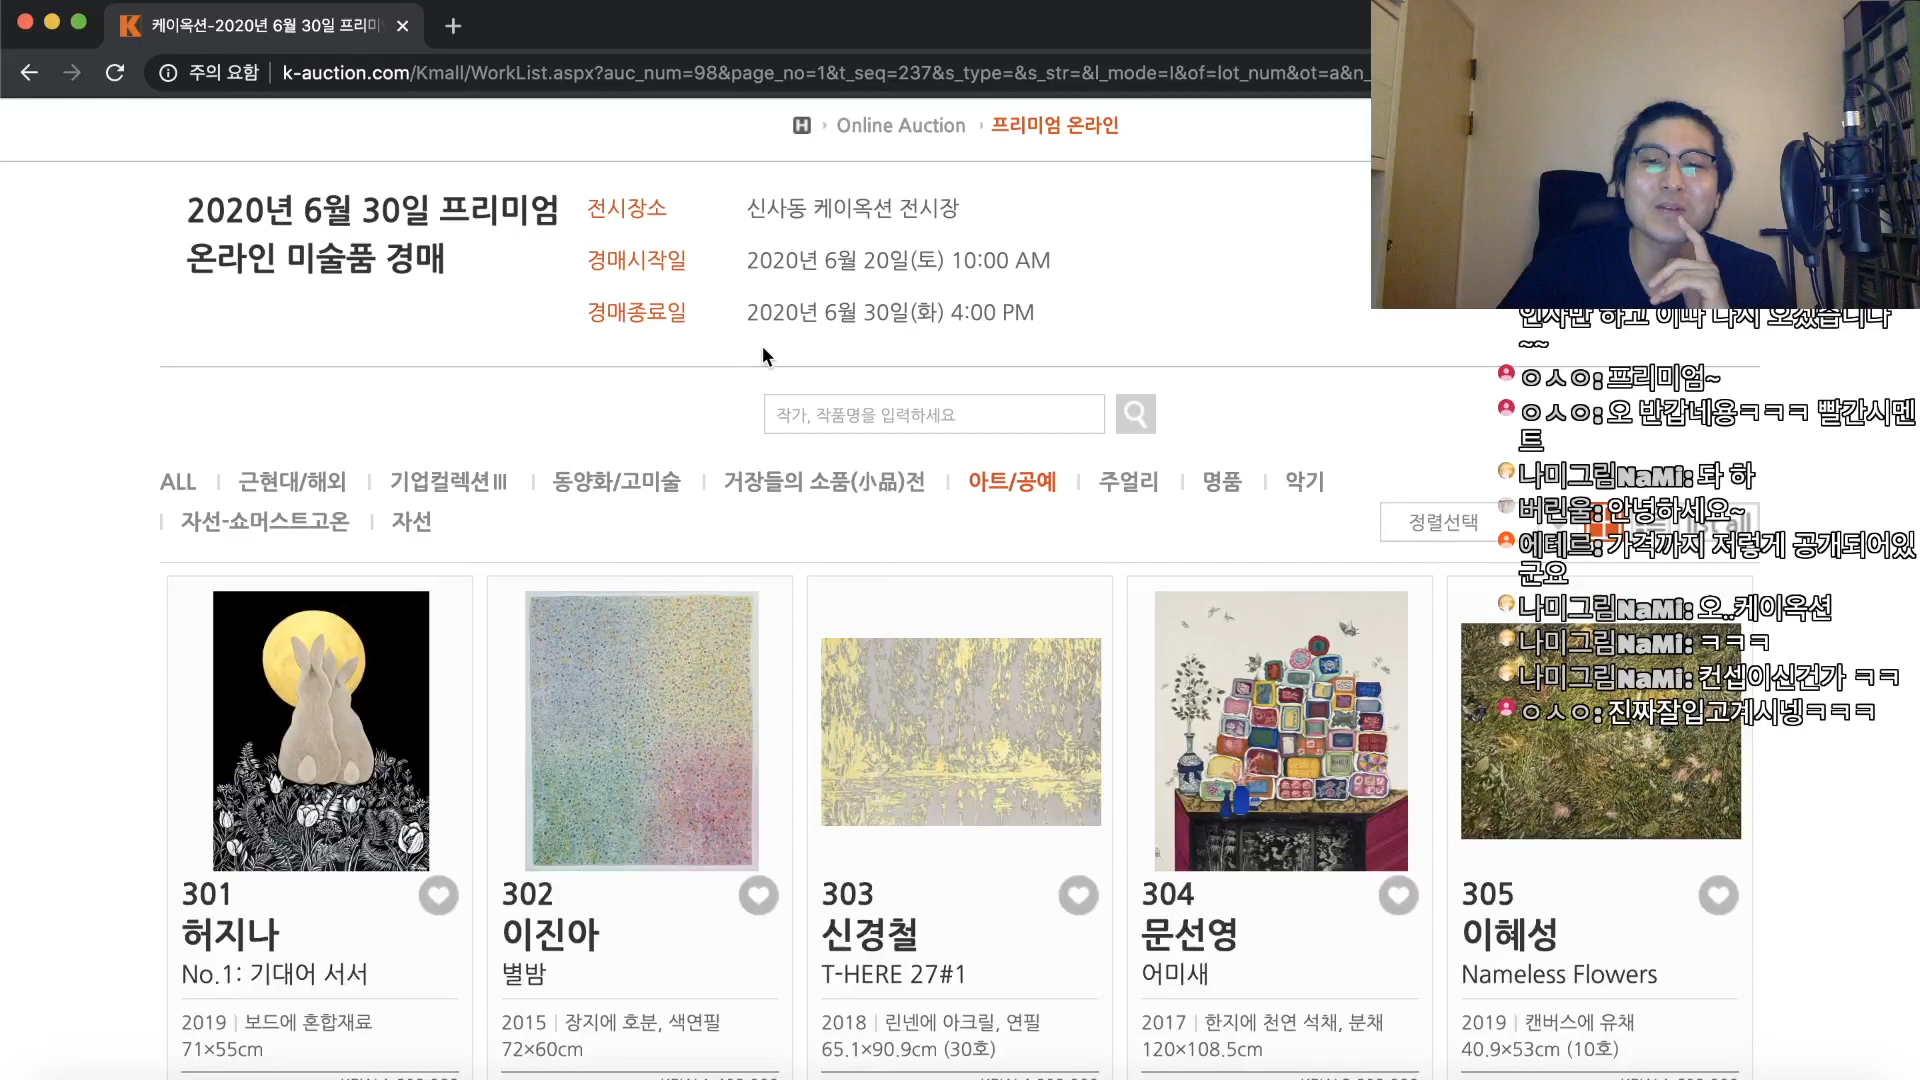 케이옥션-2020년 6월 30일 프리미
주의 요함
k-auction.com/Kmall/WorkList.aspx?auc_num=98&page_no=1&t_seq=237&s_type=&s_str=&l_mode=l&of=lot_num&ot=a&n_
H › Online Auction › 프리미엄 온라인
2020년 6월 30일 프리미엄
온라인 미술품 경매
전시장소 신사동 케이옥션 전시장
경매시작일 2020년 6월 20일(토) 10:00 AM
경매종료일 2020년 6월 30일(화) 4:00 PM
작가, 작품명을 입력하세요
ALL | 근현대/해외 | 기업컬렉션Ⅲ | 동양화/고미술 | 거장들의 소품(小品)전 | 아트/공예 | 주얼리 | 명품 | 악기
| 자선-쇼머스트고온 | 자선
정렬선택
인사만 하고 이따 다시 오겠습니다
~~
ㅇㅅㅇ: 프리미엄~
ㅇㅅㅇ: 오 반갑네용ㅋㅋㅋ 빨간시멘
트
나미그림NaMi: 돠 하
버린울: 안녕하세요~
에테르: 가격까지 저렇게 공개되어있
군요
나미그림NaMi: 오..케이옥션
나미그림NaMi: ㅋㅋㅋ
나미그림NaMi: 컨셉이신건가 ㅋㅋ
ㅇㅅㅇ: 진짜잘입고계시넹ㅋㅋㅋ
301
허지나
No.1: 기대어 서서
2019 | 보드에 혼합재료
71×55cm
302
이진아
별밤
2015 | 장지에 호분, 색연필
72×60cm
303
신경철
T-HERE 27#1
2018 | 린넨에 아크릴, 연필
65.1×90.9cm (30호)
304
문선영
어미새
2017 | 한지에 천연 석채, 분채
120×108.5cm
305
이혜성
Nameless Flowers
2019 | 캔버스에 유채
40.9×53cm (10호)